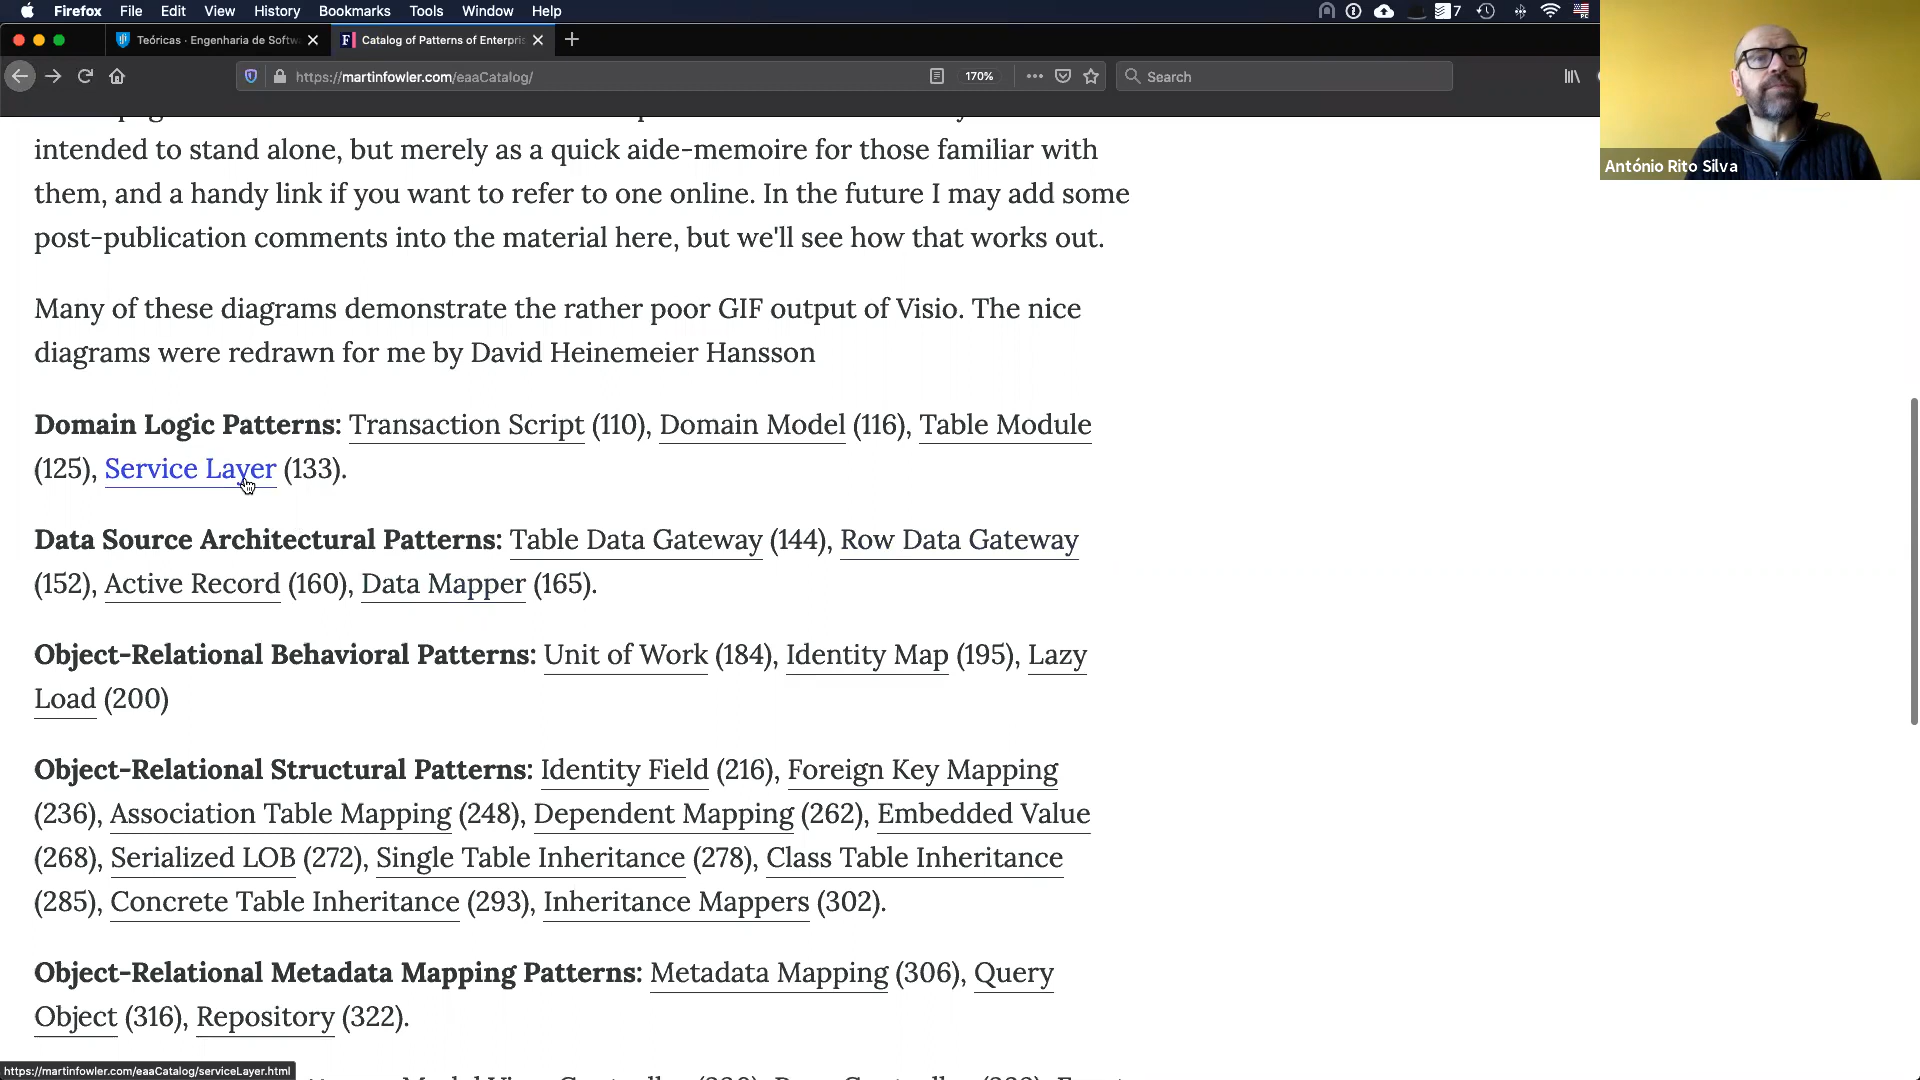 Firefox File Edit View History Bookmarks Tools Window Help 7
Teóricas · Engenharia de Softw
Catalog of Patterns of Enterpris
https://martinfowler.com/eaaCatalog/ 170% Search
António Rito Silva
intended to stand alone, but merely as a quick aide-memoire for those familiar with
them, and a handy link if you want to refer to one online. In the future I may add some
post-publication comments into the material here, but we'll see how that works out.
Many of these diagrams demonstrate the rather poor GIF output of Visio. The nice
diagrams were redrawn for me by David Heinemeier Hansson
Domain Logic Patterns: Transaction Script (110), Domain Model (116), Table Module
(125), Service Layer (133).
Data Source Architectural Patterns: Table Data Gateway (144), Row Data Gateway
(152), Active Record (160), Data Mapper (165).
Object-Relational Behavioral Patterns: Unit of Work (184), Identity Map (195), Lazy
Load (200)
Object-Relational Structural Patterns: Identity Field (216), Foreign Key Mapping
(236), Association Table Mapping (248), Dependent Mapping (262), Embedded Value
(268), Serialized LOB (272), Single Table Inheritance (278), Class Table Inheritance
(285), Concrete Table Inheritance (293), Inheritance Mappers (302).
Object-Relational Metadata Mapping Patterns: Metadata Mapping (306), Query
Object (316), Repository (322).
https://martinfowler.com/eaaCatalog/serviceLayer.html